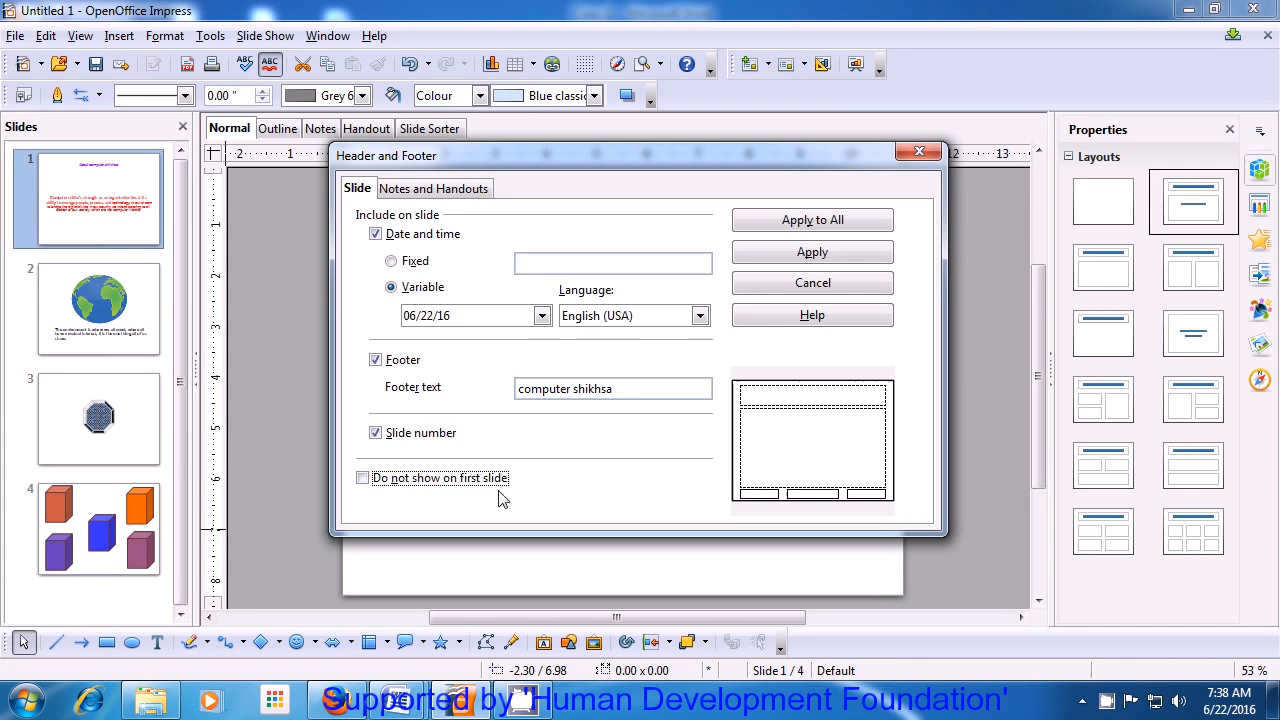 Untitled 1 - OpenOffice Impress
File Edit View Insert Format Tools Slide Show Window Help
0.00 " Grey 6 Colour Blue classic
Slides
Normal Outline Notes Handout Slide Sorter
Properties
Layouts
1
2
3
4
Header and Footer
Slide Notes and Handouts
Include on slide
Date and time
Fixed
Variable
Language:
06/22/16 English (USA)
Footer
Footer text computer shikhsa
Slide number
Do not show on first slide
Apply to All
Apply
Cancel
Help
-2.30 / 6.98 0.00 x 0.00 * Slide 1 / 4 Default 53 %
Supported by 'Human Development Foundation'
7:38 AM
6/22/2016